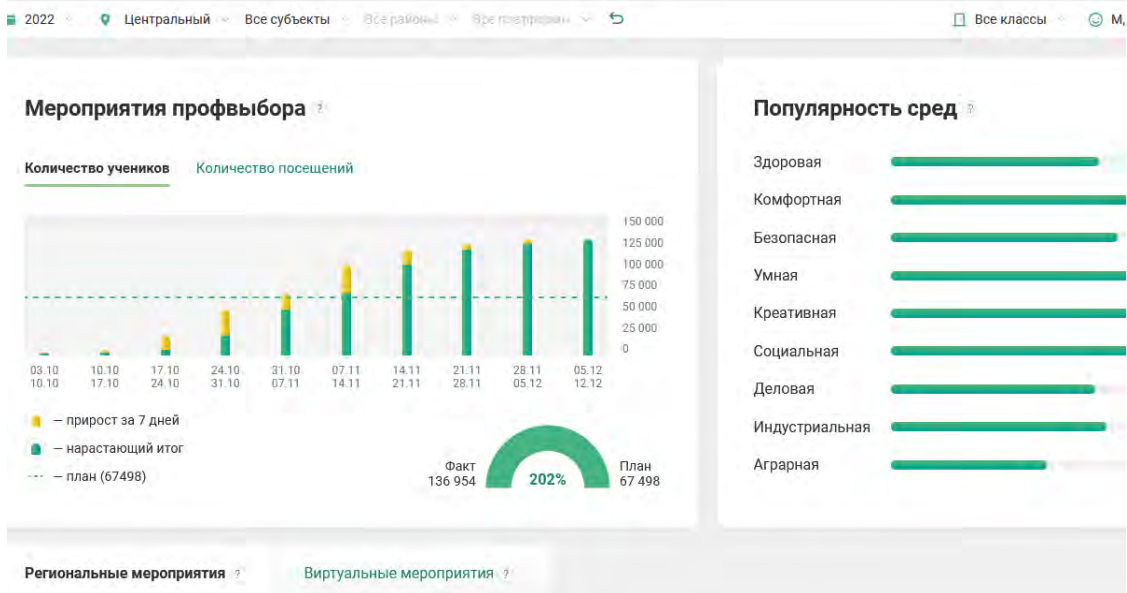 2022 Центральный Все субъекты Все районы Все платформы Все классы М,
Мероприятия профвыбора ?
Количество учеников Количество посещений
150 000
125 000
100 000
75 000
50 000
25 000
0
03.10 10.10 17.10 24.10 31.10 07.11 14.11 21.11 28.11 05.12
10.10 17.10 24.10 31.10 07.11 14.11 21.11 28.11 05.12 12.12
– прирост за 7 дней
– нарастающий итог
– план (67498)
Факт
136 954
202%
План
67 498
Популярность сред ?
Здоровая
Комфортная
Безопасная
Умная
Креативная
Социальная
Деловая
Индустриальная
Аграрная
Региональные мероприятия ? Виртуальные мероприятия ?